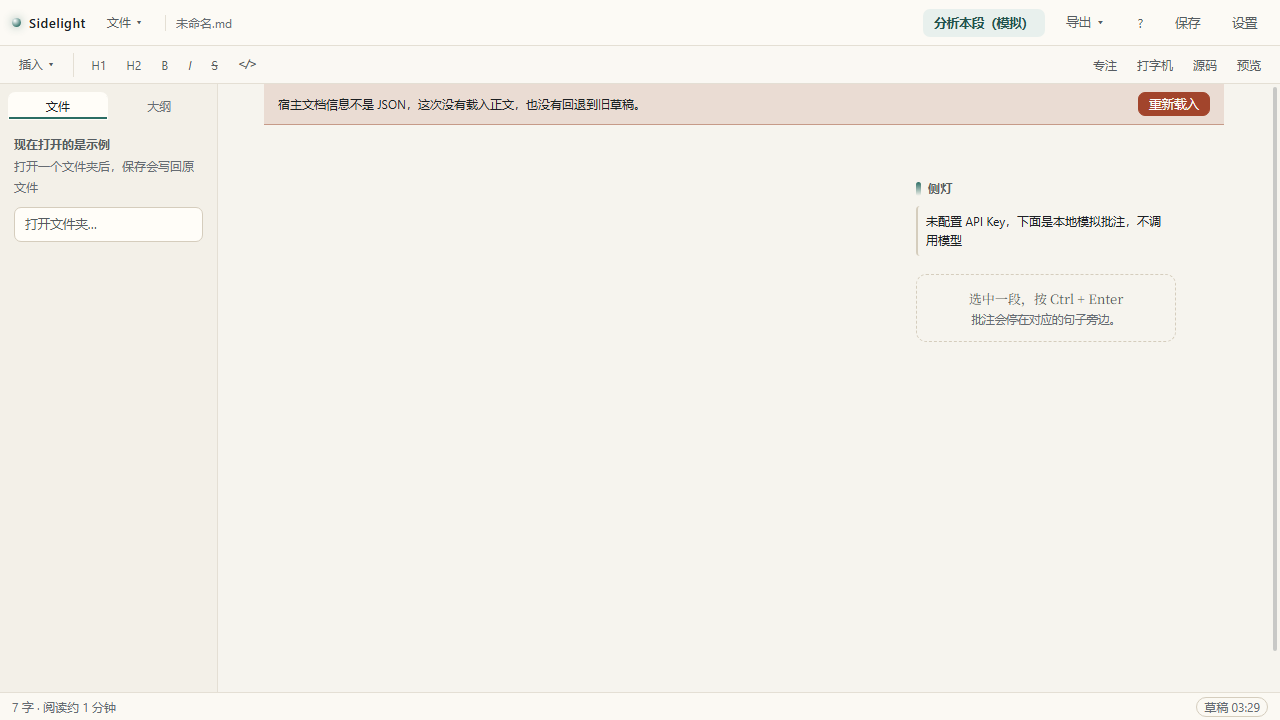 Sidelight 文件 未命名.md 分析本段（模拟） 导出 ? 保存 设置
插入 H1 H2 B I S </> 专注 打字机 源码 预览
文件 大纲
宿主文档信息不是 JSON，这次没有载入正文，也没有回退到旧草稿。 重新载入
现在打开的是示例
打开一个文件夹后，保存会写回原
文件
打开文件夹...
侧灯
未配置 API Key，下面是本地模拟批注，不调
用模型
选中一段，按 Ctrl + Enter
批注会停在对应的句子旁边。
7 字 · 阅读约 1 分钟 草稿 03:29